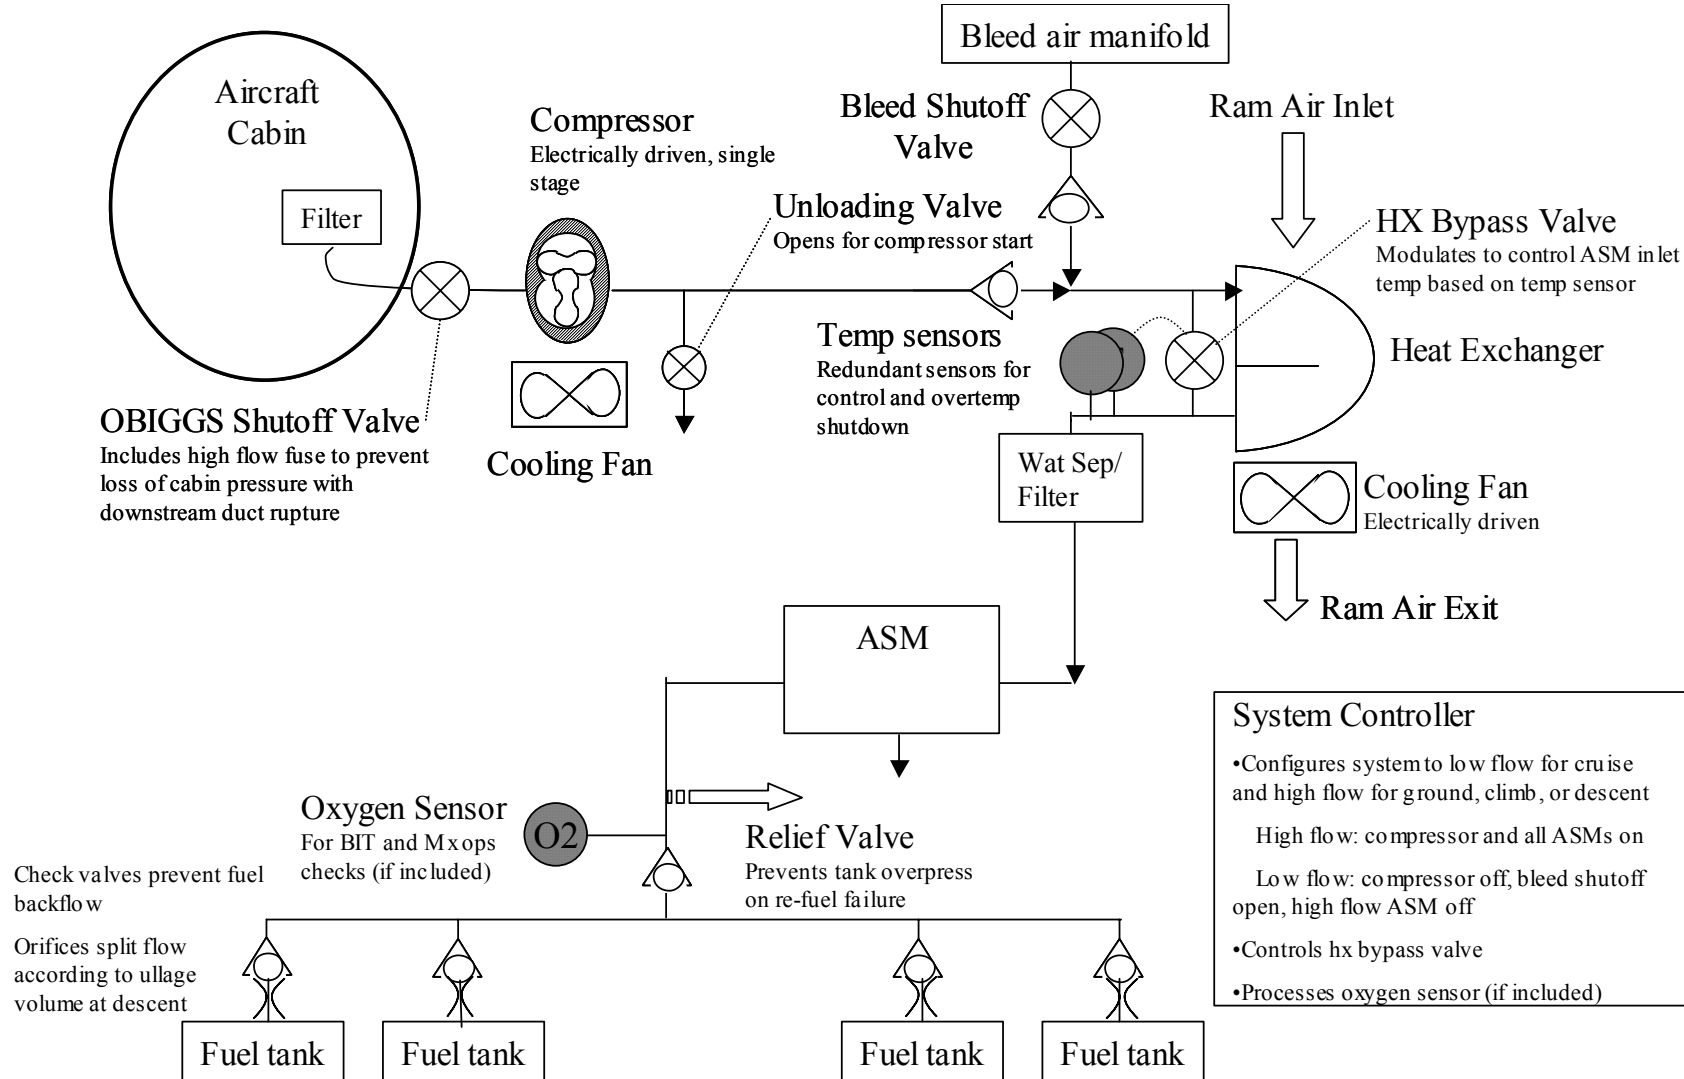 Bleed air manifold
Aircraft
Cabin
Filter
Compressor
Electrically driven, single
stage
Bleed Shutoff
Valve
Ram Air Inlet
Unloading Valve
Opens for compressor start
HX Bypass Valve
Modulates to control ASM inlet
temp based on temp sensor
Temp sensors
Redundant sensors for
control and overtemp
shutdown
Heat Exchanger
OBIGGS Shutoff Valve
Includes high flow fuse to prevent
loss of cabin pressure with
downstream duct rupture
Cooling Fan
Wat Sep/
Filter
Cooling Fan
Electrically driven
Ram Air Exit
ASM
System Controller
•Configures system to low flow for cruise
and high flow for ground, climb, or descent
High flow: compressor and all ASMs on
Low flow: compressor off, bleed shutoff
open, high flow ASM off
•Controls hx bypass valve
•Processes oxygen sensor (if included)
Oxygen Sensor
For BIT and Mx ops
checks (if included)
O2
Relief Valve
Prevents tank overpress
on re-fuel failure
Check valves prevent fuel
backflow
Orifices split flow
according to ullage
volume at descent
Fuel tank
Fuel tank
Fuel tank
Fuel tank